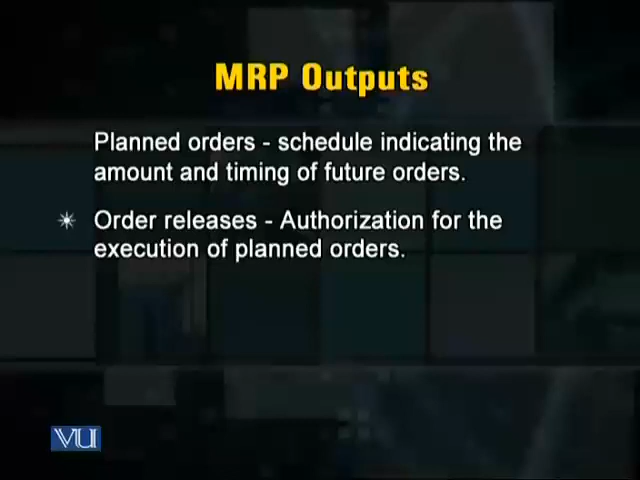 MRP Outputs
Planned orders - schedule indicating the
amount and timing of future orders.
Order releases - Authorization for the
execution of planned orders.
VU